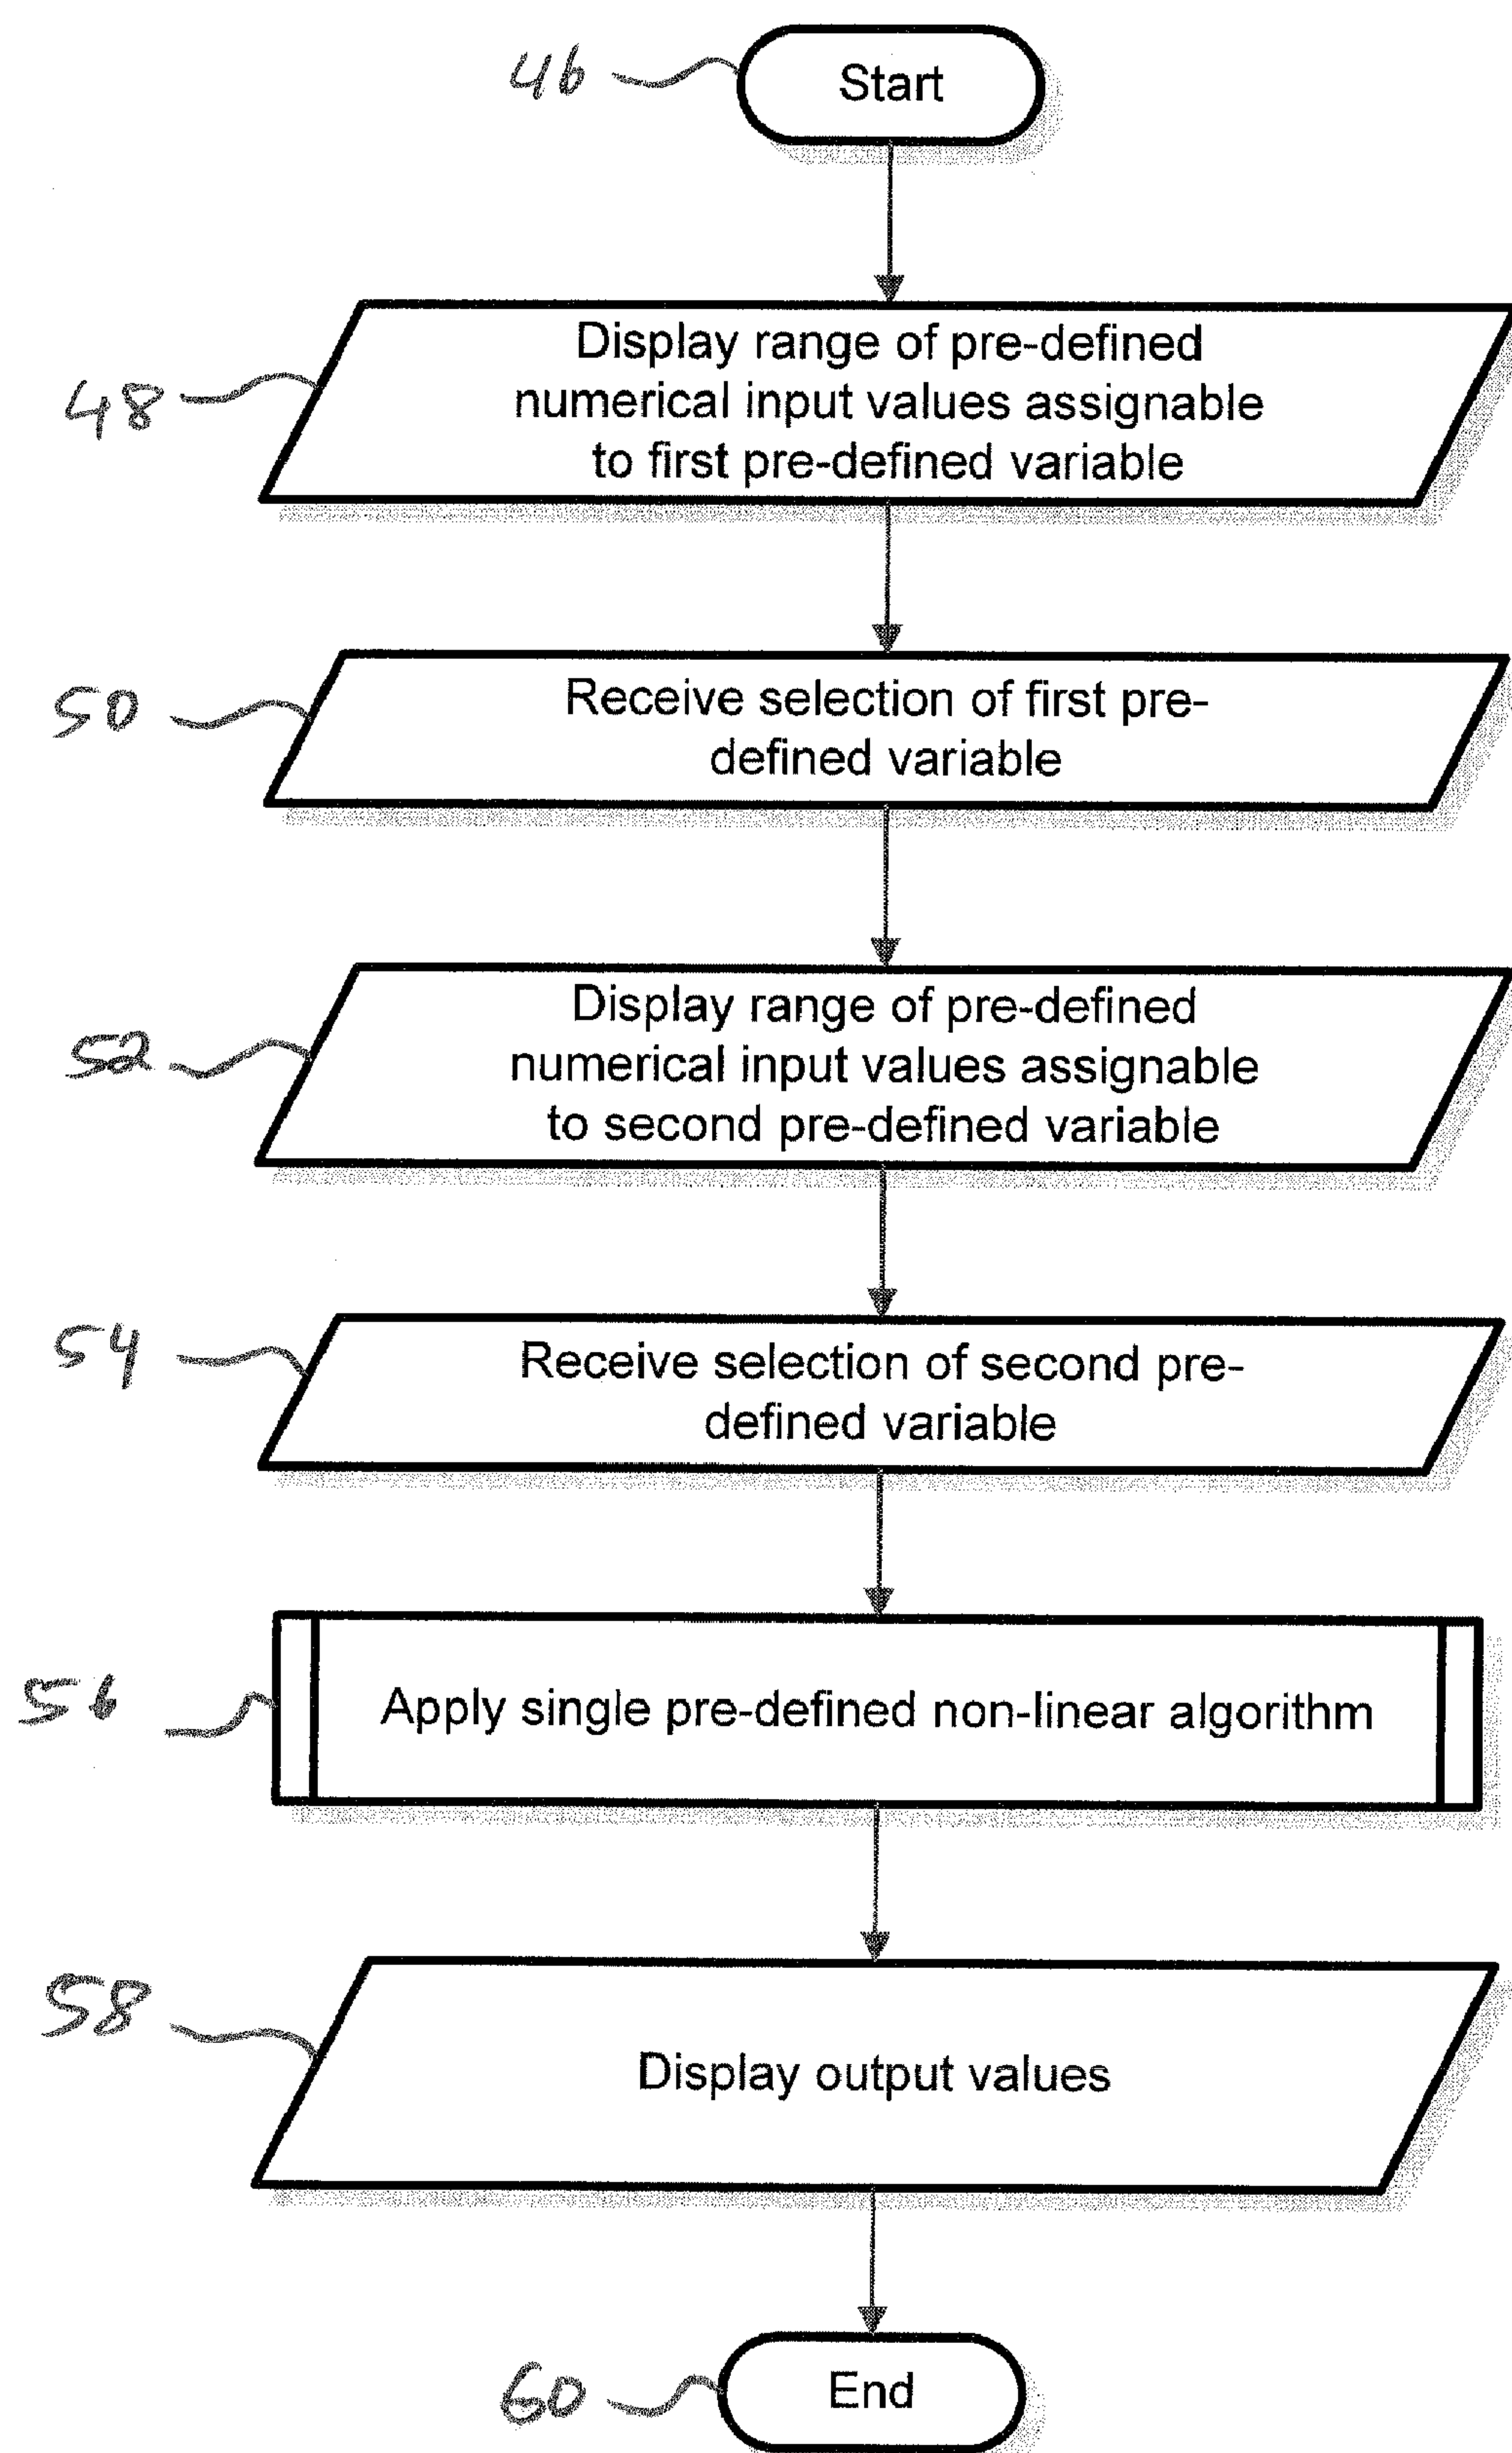 46
Start
48
Display range of pre-defined
numerical input values assignable
to first pre-defined variable
50
Receive selection of first pre-
defined variable
52
Display range of pre-defined
numerical input values assignable
to second pre-defined variable
54
Receive selection of second pre-
defined variable
56
Apply single pre-defined non-linear algorithm
58
Display output values
60
End